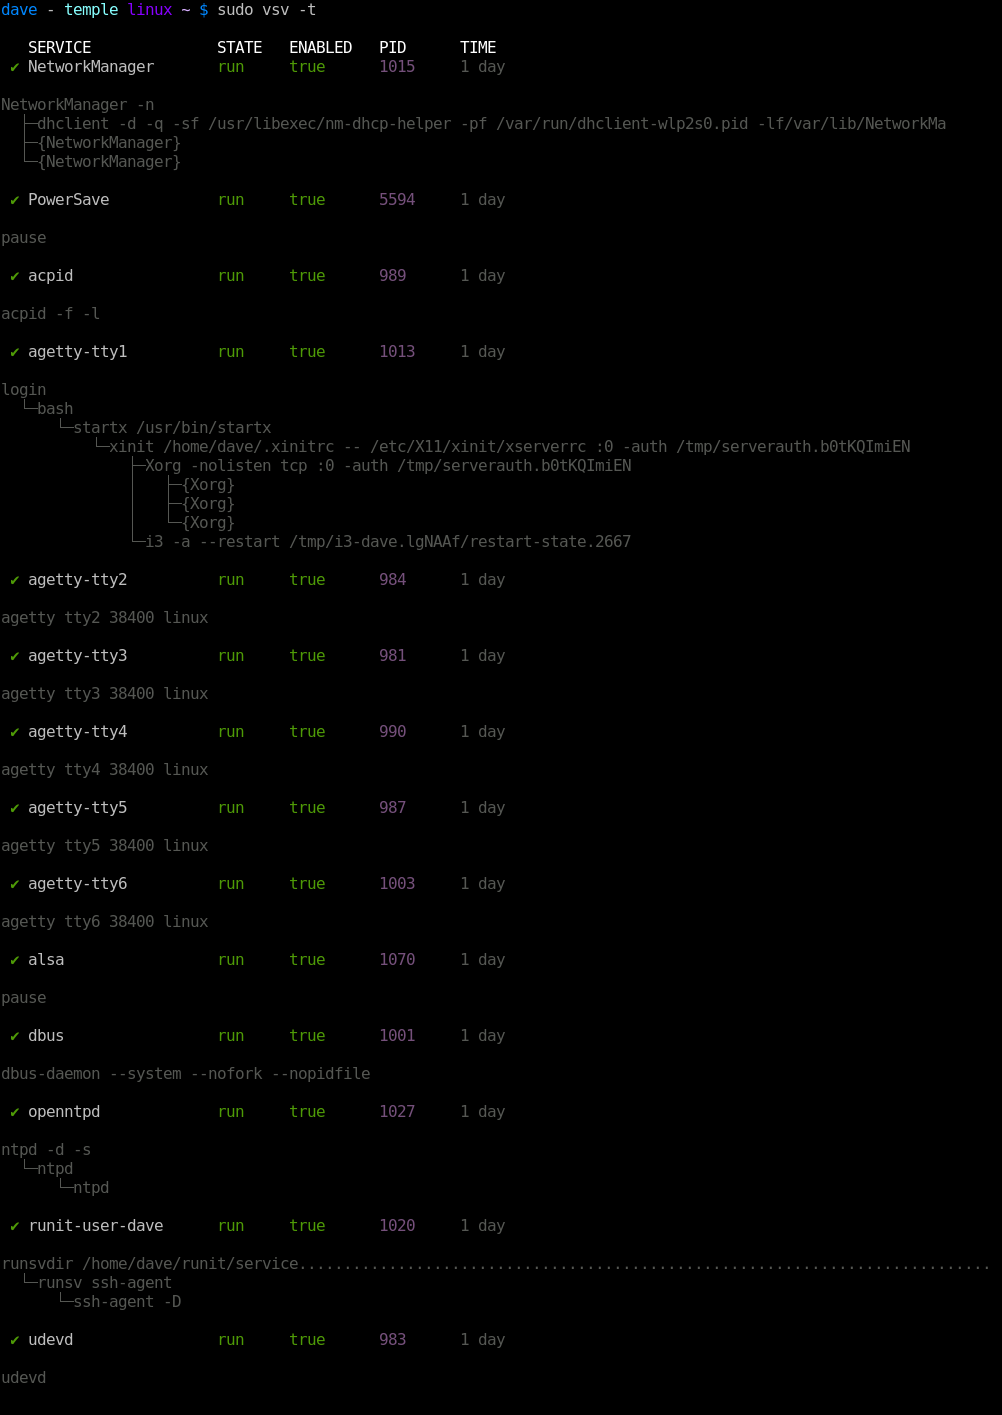 dave - temple linux ~ $ sudo vsv -t
SERVICE STATE ENABLED PID TIME
✔ NetworkManager run true 1015 1 day
NetworkManager -n
├─dhclient -d -q -sf /usr/libexec/nm-dhcp-helper -pf /var/run/dhclient-wlp2s0.pid -lf/var/lib/NetworkMa
├─{NetworkManager}
└─{NetworkManager}
✔ PowerSave run true 5594 1 day
pause
✔ acpid run true 989 1 day
acpid -f -l
✔ agetty-tty1 run true 1013 1 day
login
└─bash
└─startx /usr/bin/startx
└─xinit /home/dave/.xinitrc -- /etc/X11/xinit/xserverrc :0 -auth /tmp/serverauth.b0tKQImiEN
├─Xorg -nolisten tcp :0 -auth /tmp/serverauth.b0tKQImiEN
│ ├─{Xorg}
│ ├─{Xorg}
│ └─{Xorg}
└─i3 -a --restart /tmp/i3-dave.lgNAAf/restart-state.2667
✔ agetty-tty2 run true 984 1 day
agetty tty2 38400 linux
✔ agetty-tty3 run true 981 1 day
agetty tty3 38400 linux
✔ agetty-tty4 run true 990 1 day
agetty tty4 38400 linux
✔ agetty-tty5 run true 987 1 day
agetty tty5 38400 linux
✔ agetty-tty6 run true 1003 1 day
agetty tty6 38400 linux
✔ alsa run true 1070 1 day
pause
✔ dbus run true 1001 1 day
dbus-daemon --system --nofork --nopidfile
✔ openntpd run true 1027 1 day
ntpd -d -s
└─ntpd
└─ntpd
✔ runit-user-dave run true 1020 1 day
runsvdir /home/dave/runit/service.............................................................................
└─runsv ssh-agent
└─ssh-agent -D
✔ udevd run true 983 1 day
udevd